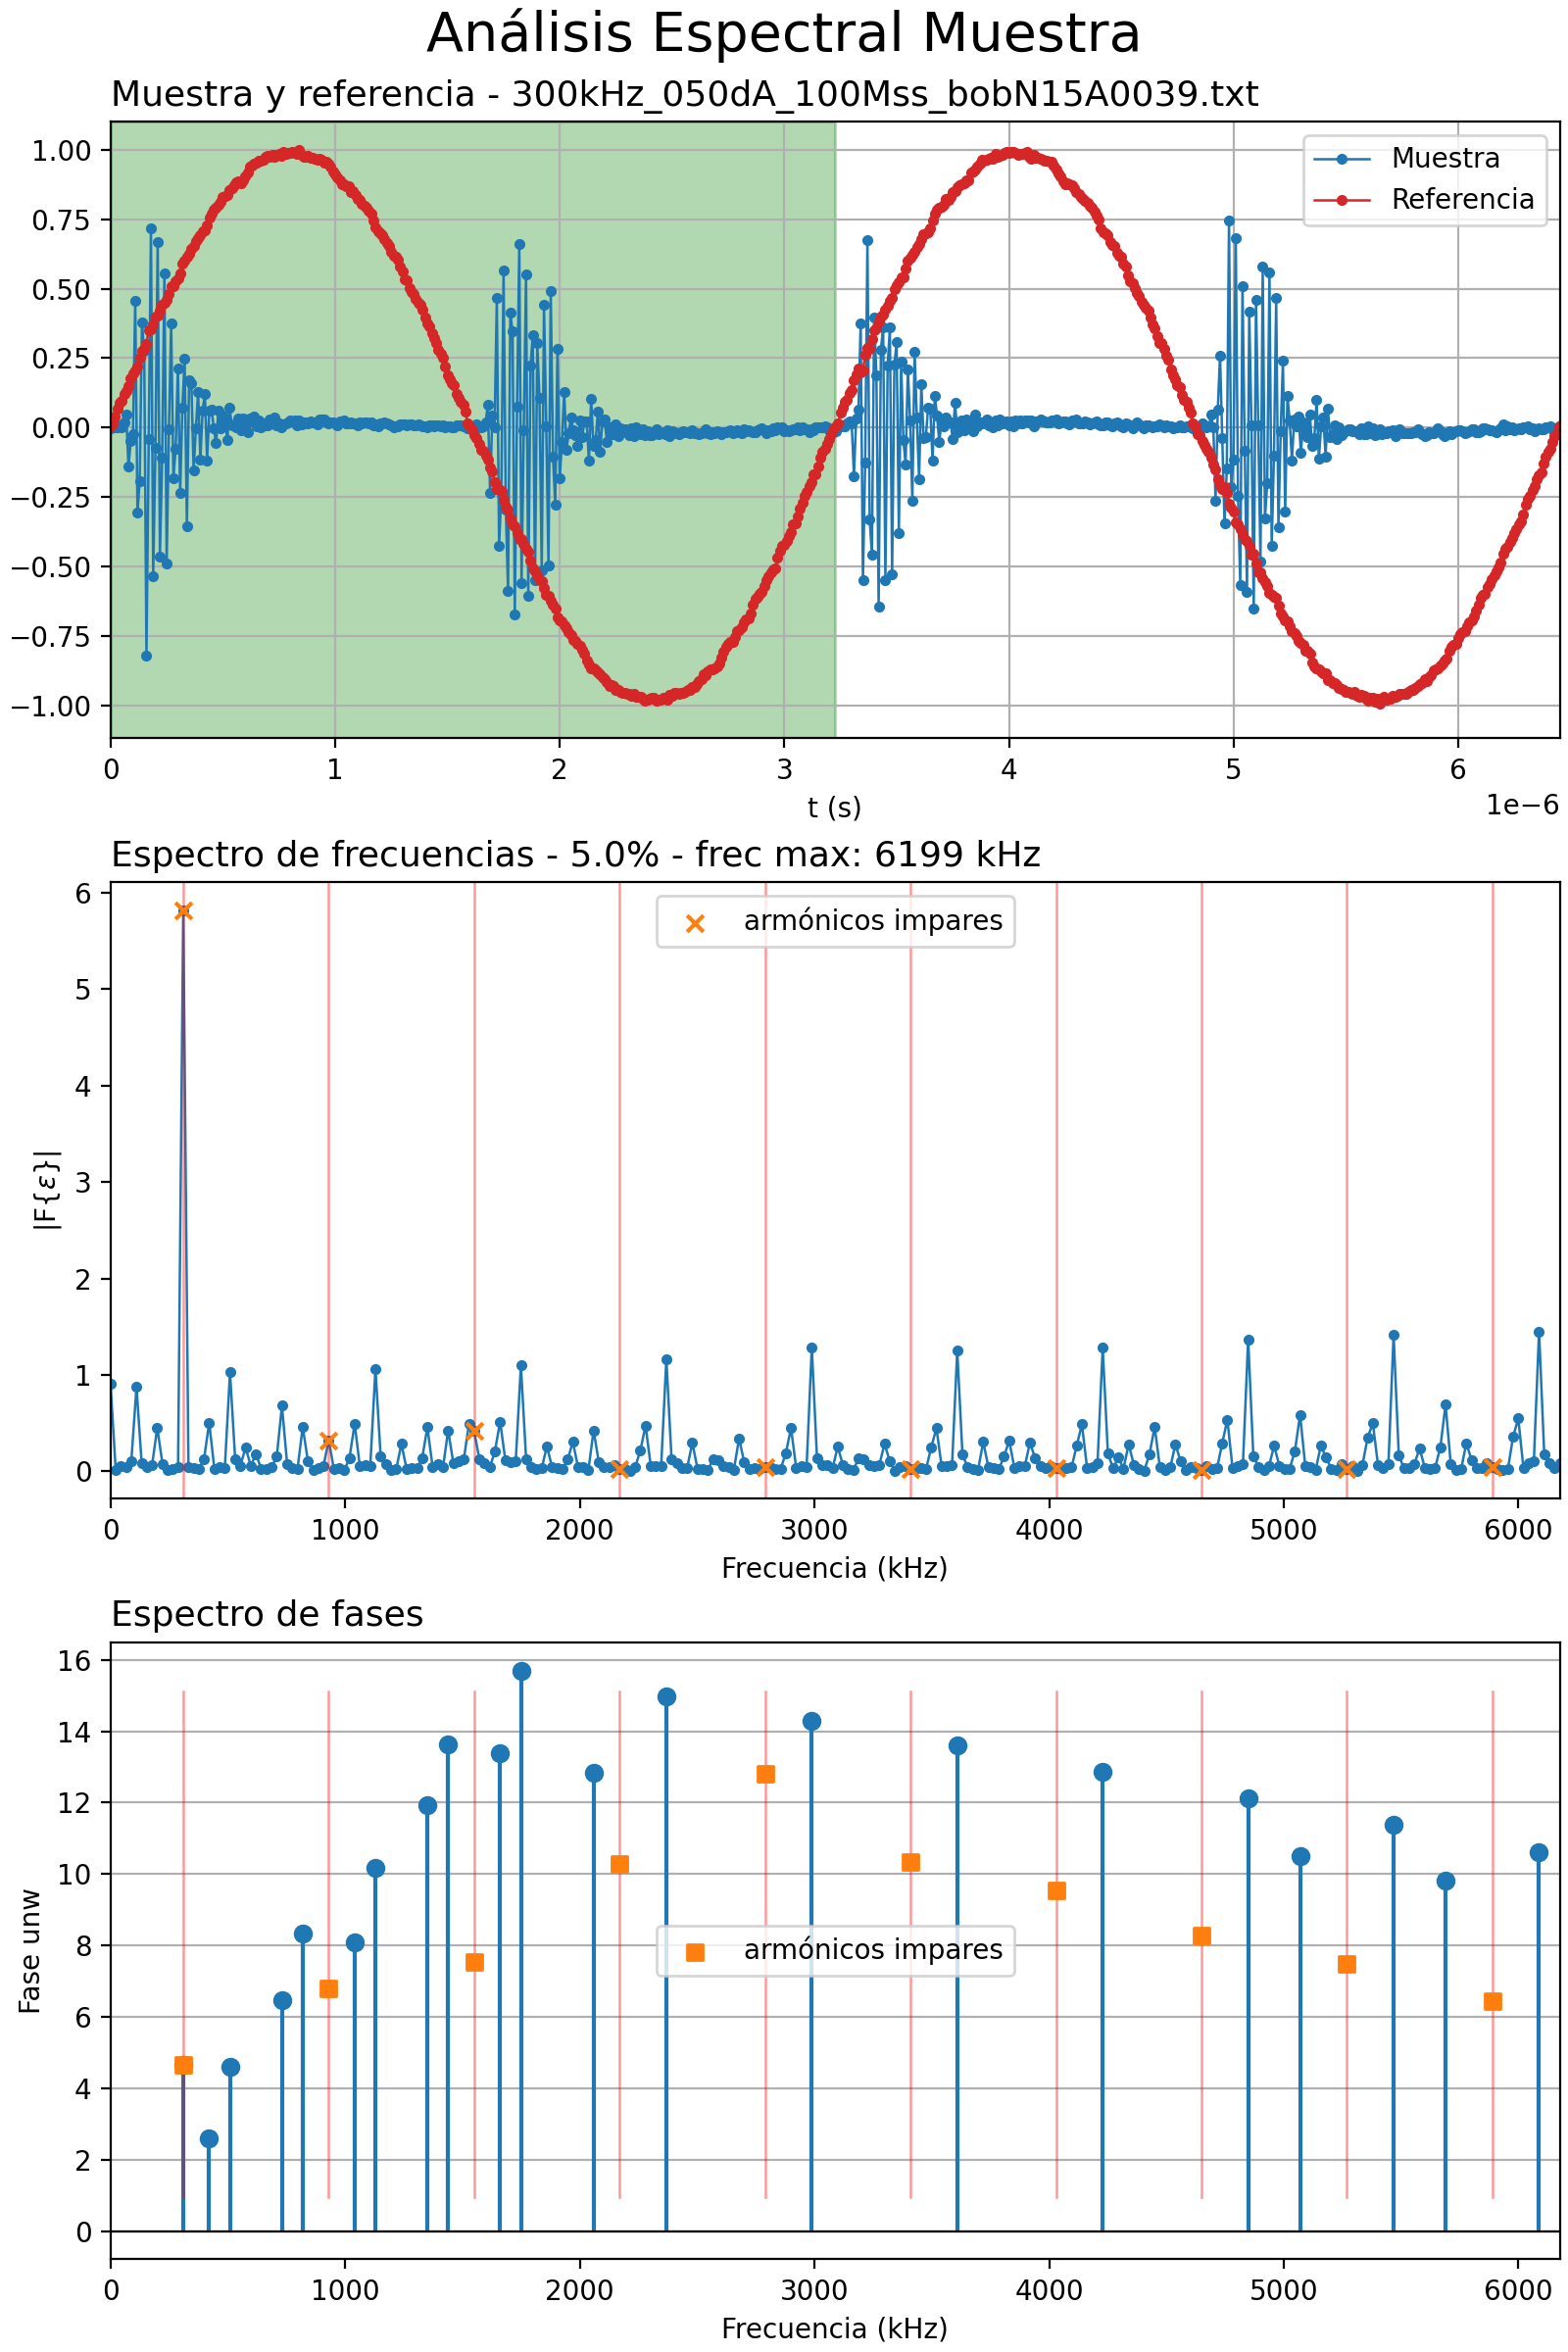 Análisis Espectral Muestra
Muestra y referencia - 300kHz_050dA_100Mss_bobN15A0039.txt
1.00
0.75
0.50
0.25
0.00
−0.25
−0.50
−0.75
−1.00
Muestra
Referencia
0 1 2 3 4 5 6
t (s)
1e−6
Espectro de frecuencias - 5.0% - frec max: 6199 kHz
6
5
4
3
2
1
0
|F{ε}|
armónicos impares
0 1000 2000 3000 4000 5000 6000
Frecuencia (kHz)
Espectro de fases
16
14
12
10
8
6
4
2
0
Fase unw
armónicos impares
0 1000 2000 3000 4000 5000 6000
Frecuencia (kHz)